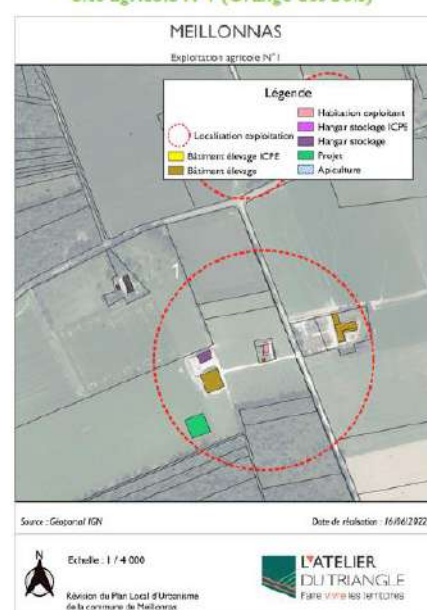 MEILLONNAS
Exploitation agricole N°1
Légende
Localisation exploitation
Bâtiment élevage ICPE
Bâtiment élevage
Habitation exploitant
Hangar stockage ICPE
Hangar stockage
Projet
Apiculture
1
Source : Géoportail IGN
Date de réalisation : 16/06/2022
N
Echelle : 1 / 4 000
Révision du Plan Local d'Urbanisme
de la commune de Meillonnas
L'ATELIER
DU TRIANGLE
Faire vivre les territoires